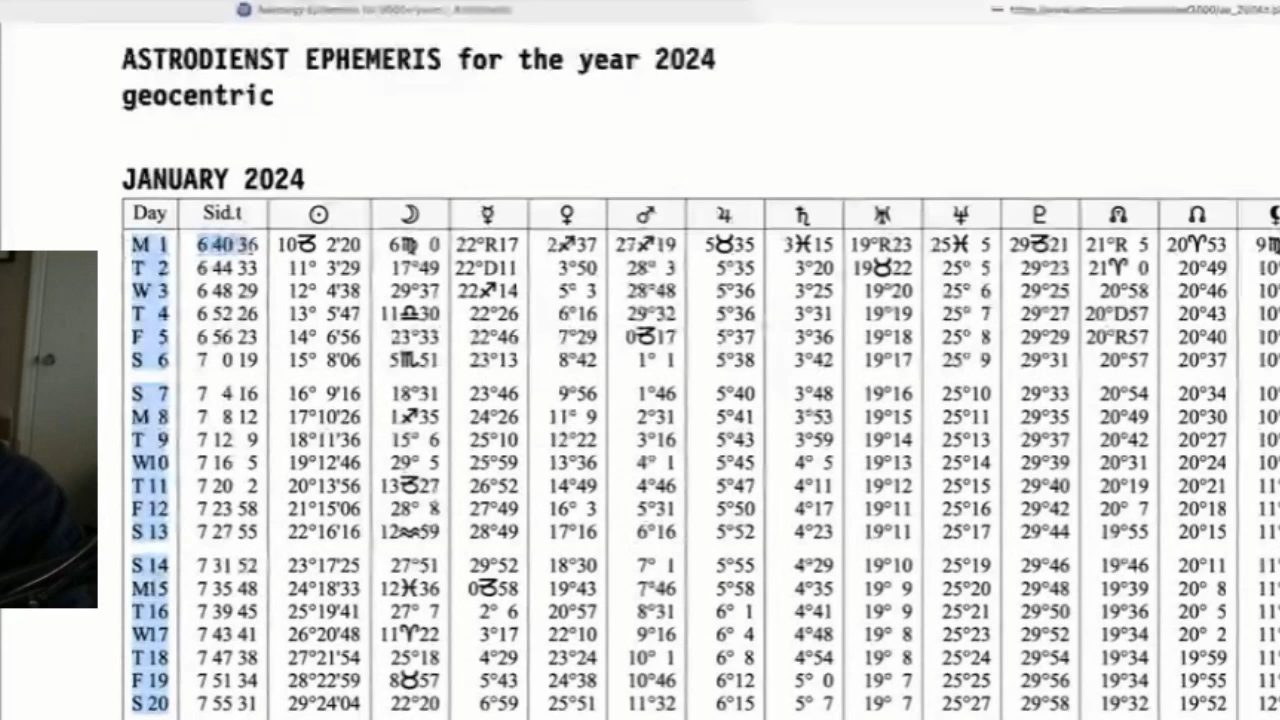 ASTRODIENST EPHEMERIS for the year 2024
geocentric
JANUARY 2024
Day Sid.t ☉ ☽ ☿ ♀ ♂ ♃ ♄ ♅ ♆ ♇ ☊ ☊
M 1 6 40 36 10♑ 2'20 6♍ 0 22°R17 2♐37 27♐19 5♉35 3♓15 19°R23 25♓ 5 29♑21 21°R 5 20♈53 9♍
T 2 6 44 33 11° 3'29 17°49 22°D11 3°50 28° 3 5°35 3°20 19♉22 25° 5 29°23 21♈ 0 20°49
W 3 6 48 29 12° 4'38 29°37 22♐14 5° 3 28°48 5°36 3°25 19°20 25° 6 29°25 20°58 20°46
T 4 6 52 26 13° 5'47 11♎30 22°26 6°16 29°32 5°36 3°31 19°19 25° 7 29°27 20°D57 20°43
F 5 6 56 23 14° 6'56 23°33 22°46 7°29 0♑17 5°37 3°36 19°18 25° 8 29°29 20°R57 20°40
S 6 7 0 19 15° 8'06 5♏51 23°13 8°42 1° 1 5°38 3°42 19°17 25° 9 29°31 20°57 20°37
S 7 7 4 16 16° 9'16 18°31 23°46 9°56 1°46 5°40 3°48 19°16 25°10 29°33 20°54 20°34
M 8 7 8 12 17°10'26 1♐35 24°26 11° 9 2°31 5°41 3°53 19°15 25°11 29°35 20°49 20°30
T 9 7 12 9 18°11'36 15° 6 25°10 12°22 3°16 5°43 3°59 19°14 25°13 29°37 20°42 20°27
W10 7 16 5 19°12'46 29° 5 25°59 13°36 4° 1 5°45 4° 5 19°13 25°14 29°39 20°31 20°24
T 11 7 20 2 20°13'56 13♑27 26°52 14°49 4°46 5°47 4°11 19°12 25°15 29°40 20°19 20°21
F 12 7 23 58 21°15'06 28° 8 27°49 16° 3 5°31 5°50 4°17 19°11 25°16 29°42 20° 7 20°18
S 13 7 27 55 22°16'16 12♒59 28°49 17°16 6°16 5°52 4°23 19°11 25°17 29°44 19°55 20°15
S 14 7 31 52 23°17'25 27°51 29°52 18°30 7° 1 5°55 4°29 19°10 25°19 29°46 19°46 20°11
M15 7 35 48 24°18'33 12♓36 0♑58 19°43 7°46 5°58 4°35 19° 9 25°20 29°48 19°39 20° 8
T 16 7 39 45 25°19'41 27° 7 2° 6 20°57 8°31 6° 1 4°41 19° 9 25°21 29°50 19°36 20° 5
W17 7 43 41 26°20'48 11♈22 3°17 22°10 9°16 6° 4 4°48 19° 8 25°23 29°52 19°34 20° 2
T 18 7 47 38 27°21'54 25°18 4°29 23°24 10° 1 6° 8 4°54 19° 8 25°24 29°54 19°34 19°59
F 19 7 51 34 28°22'59 8♉57 5°43 24°38 10°46 6°12 5° 0 19° 7 25°25 29°56 19°34 19°55
S 20 7 55 31 29°24'04 22°20 6°59 25°51 11°32 6°15 5° 7 19° 7 25°27 29°58 19°32 19°52